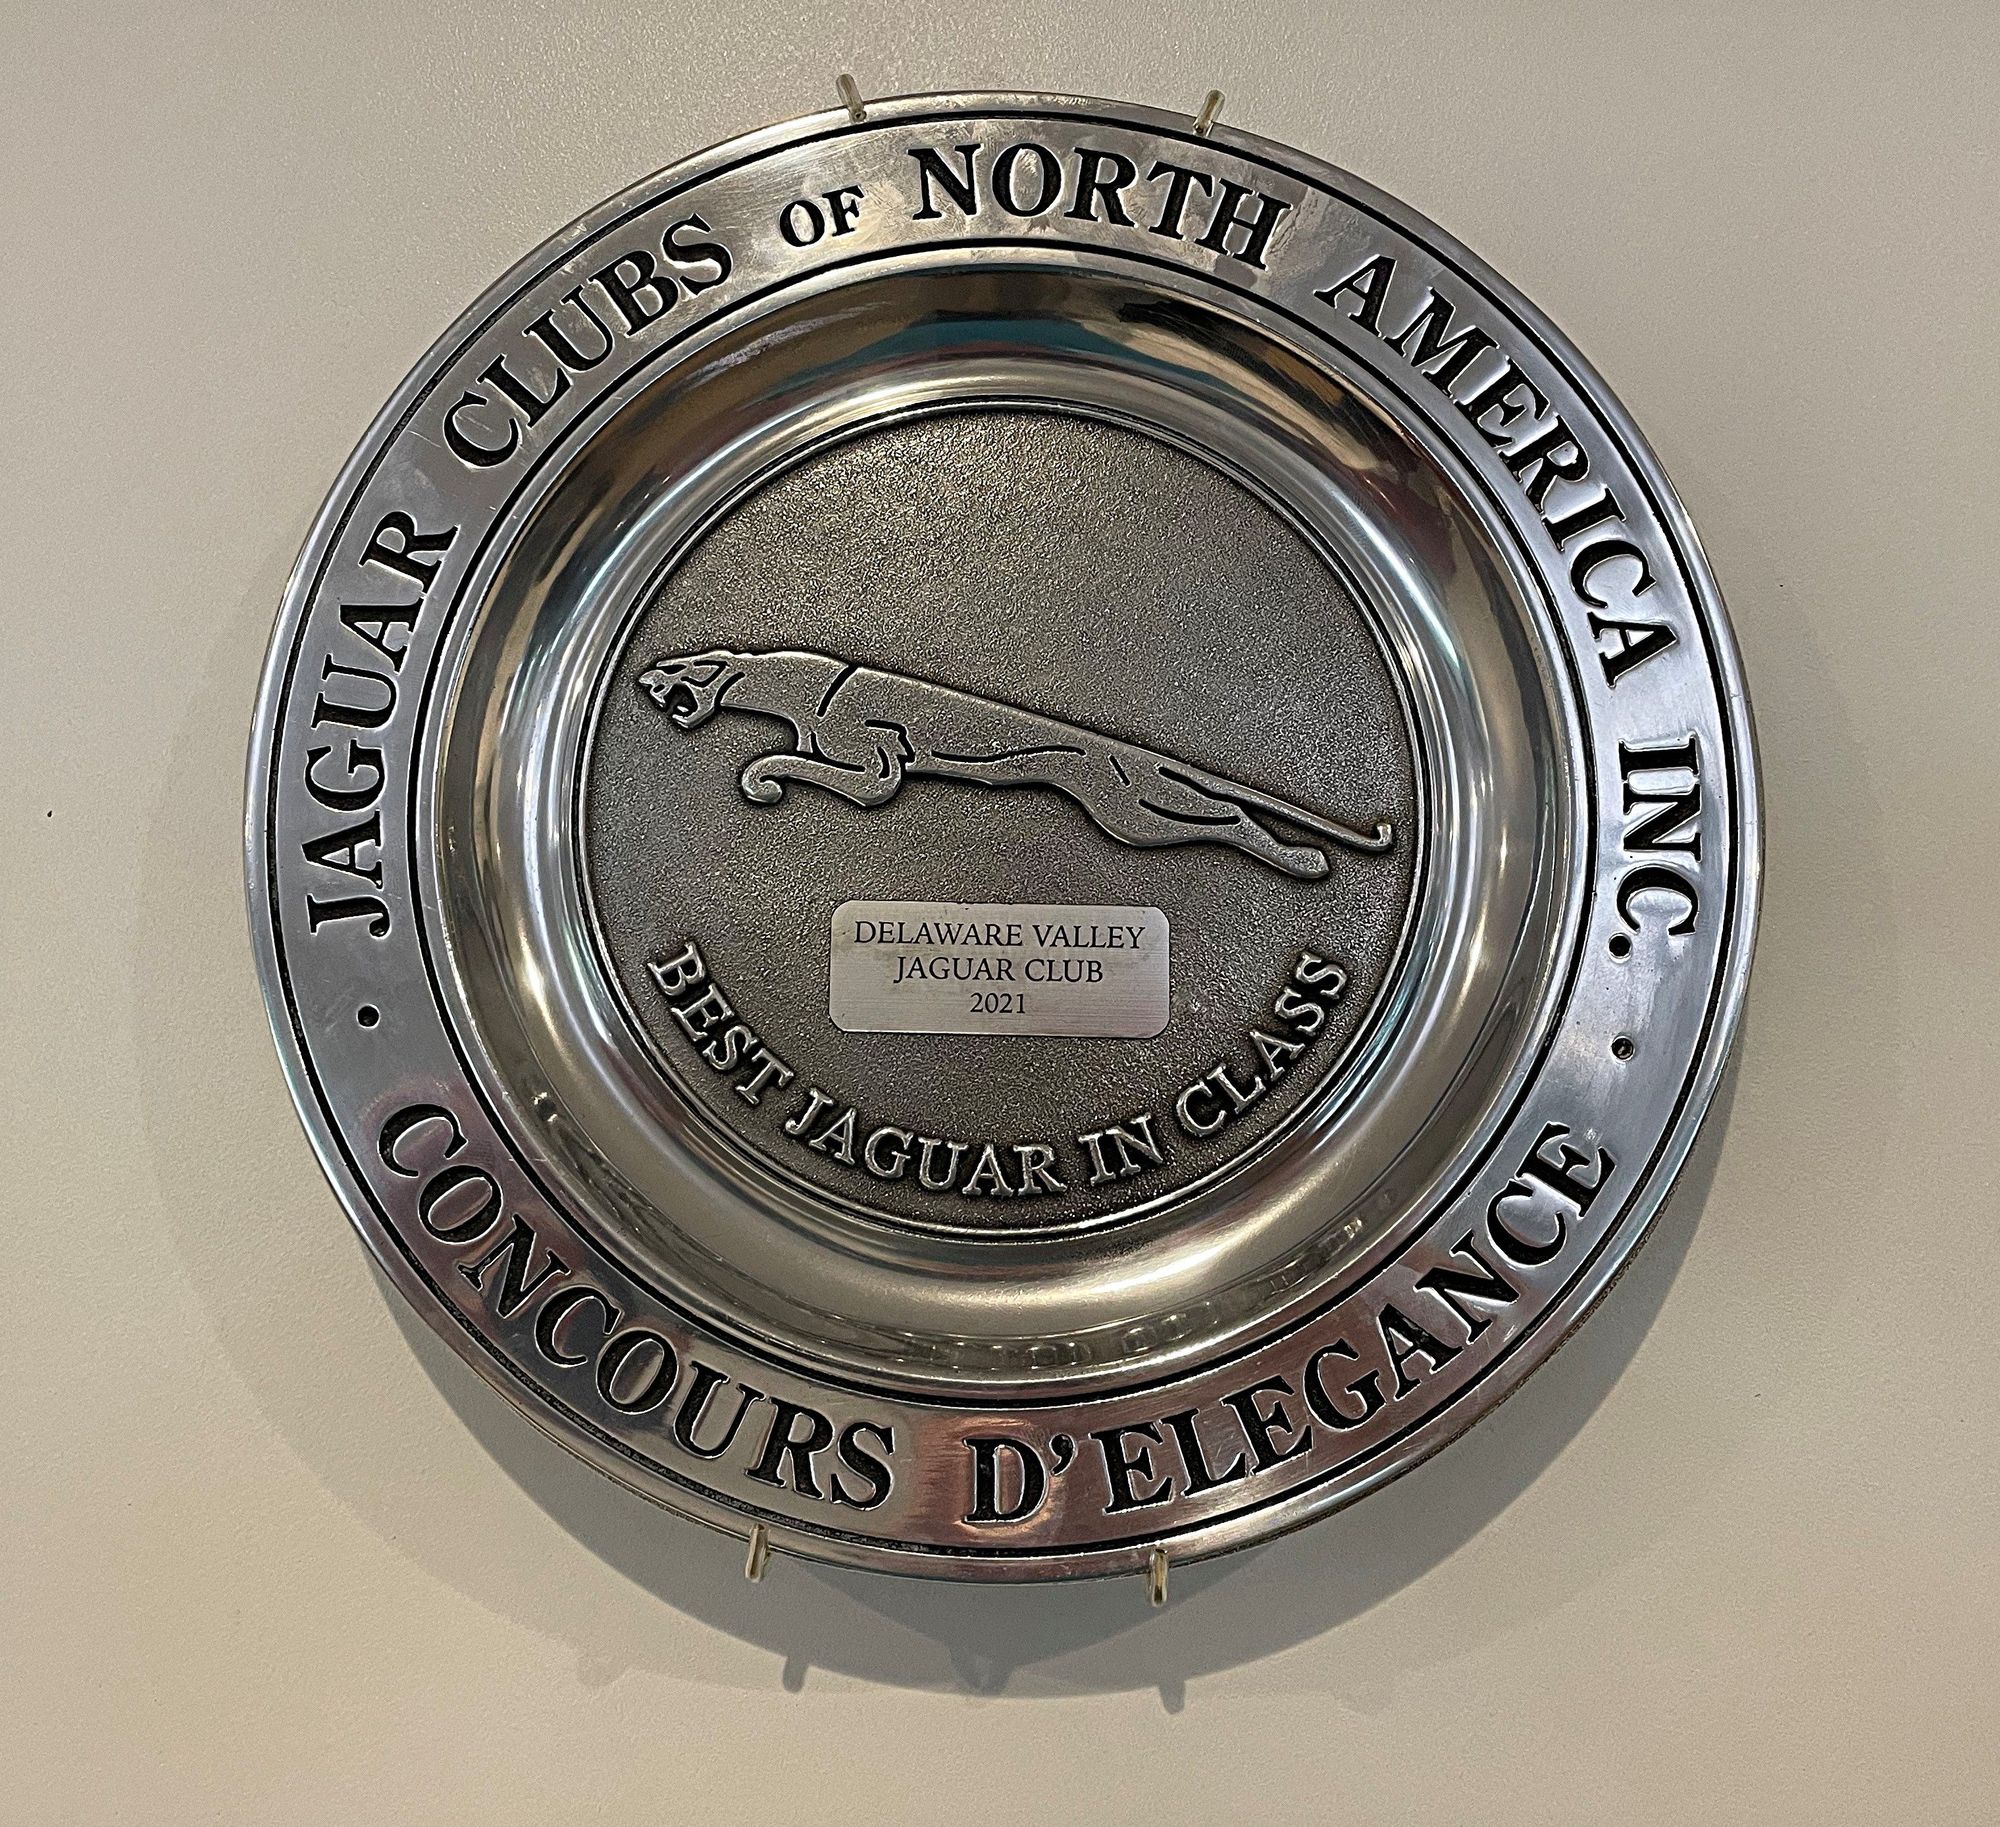 JAGUAR CLUBS OF NORTH AMERICA INC.
DELAWARE VALLEY
JAGUAR CLUB
2021
BEST JAGUAR IN CLASS
CONCOURS D'ELEGANCE